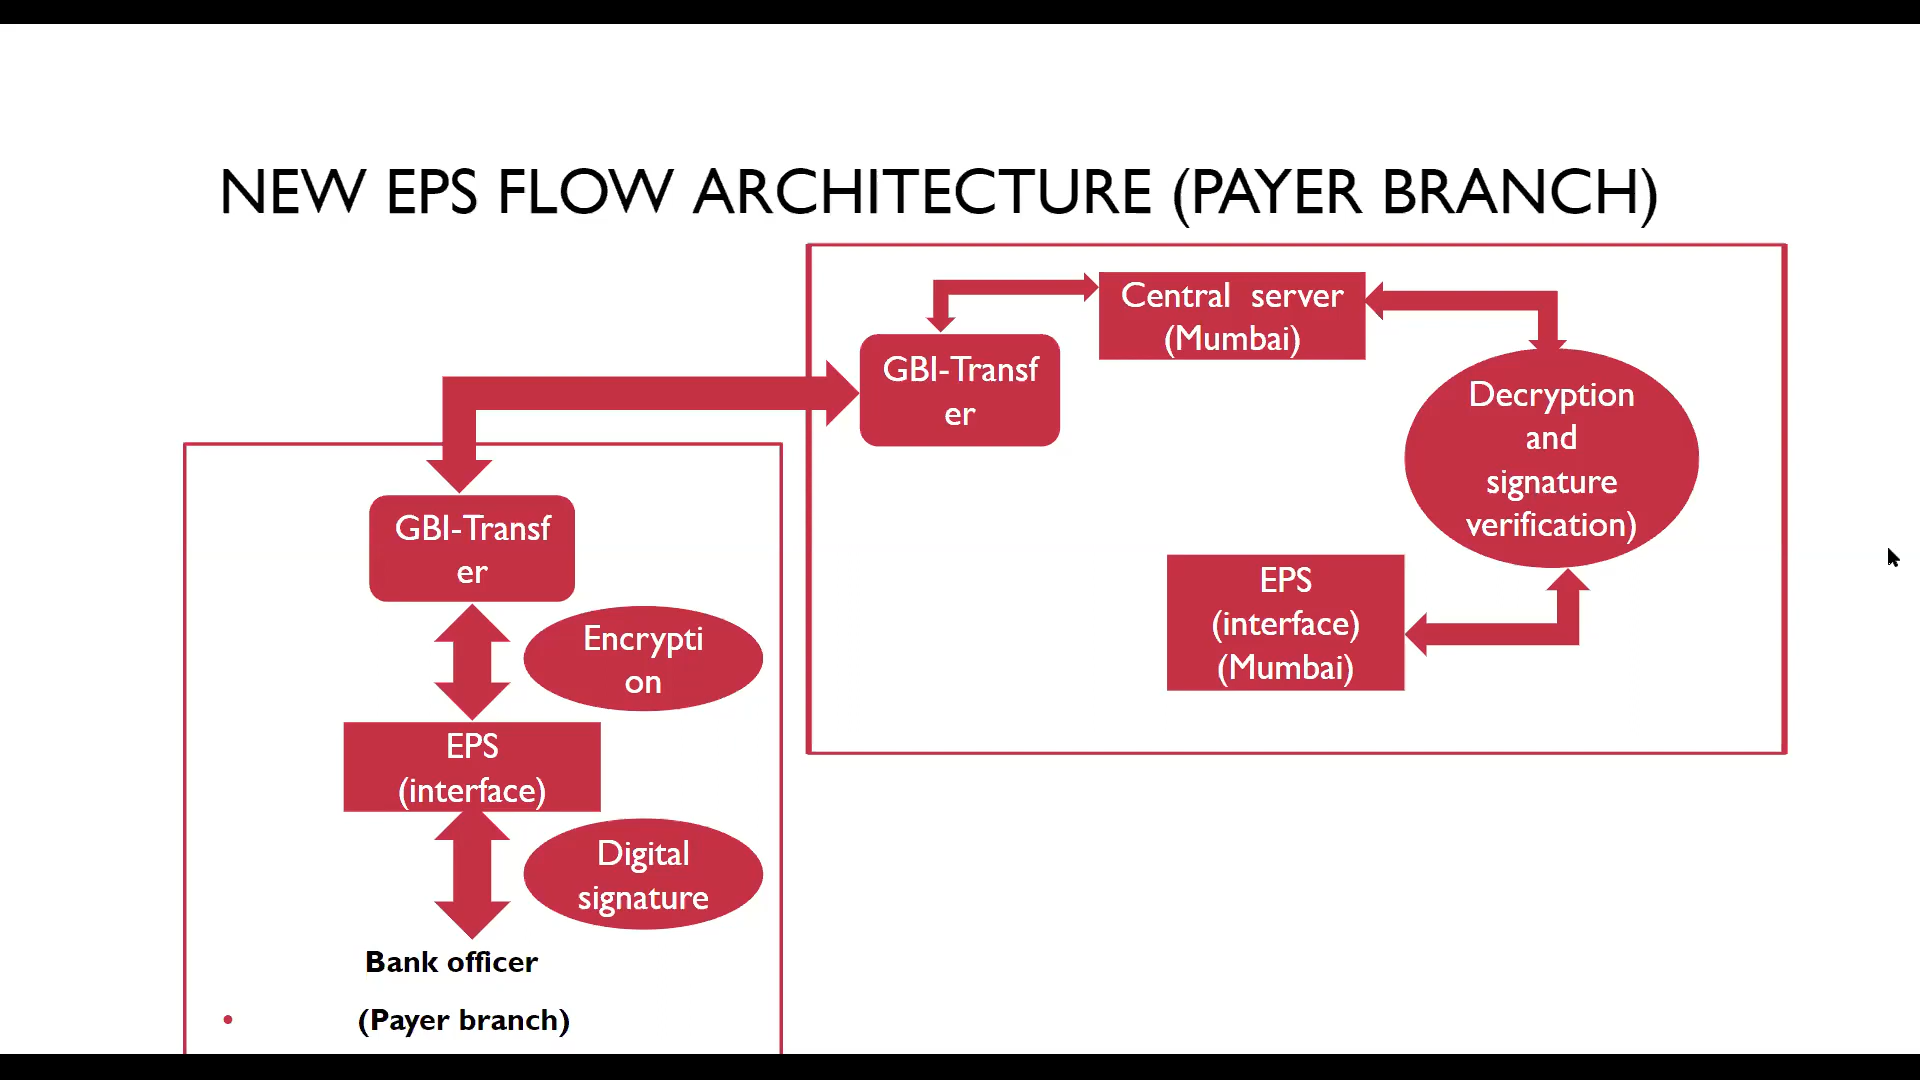 NEW EPS FLOW ARCHITECTURE (PAYER BRANCH)
Central server
(Mumbai)
GBI-Transf
er
Decryption
and
signature
verification)
EPS
(interface)
(Mumbai)
GBI-Transf
er
Encrypti
on
EPS
(interface)
Digital
signature
Bank officer
• (Payer branch)